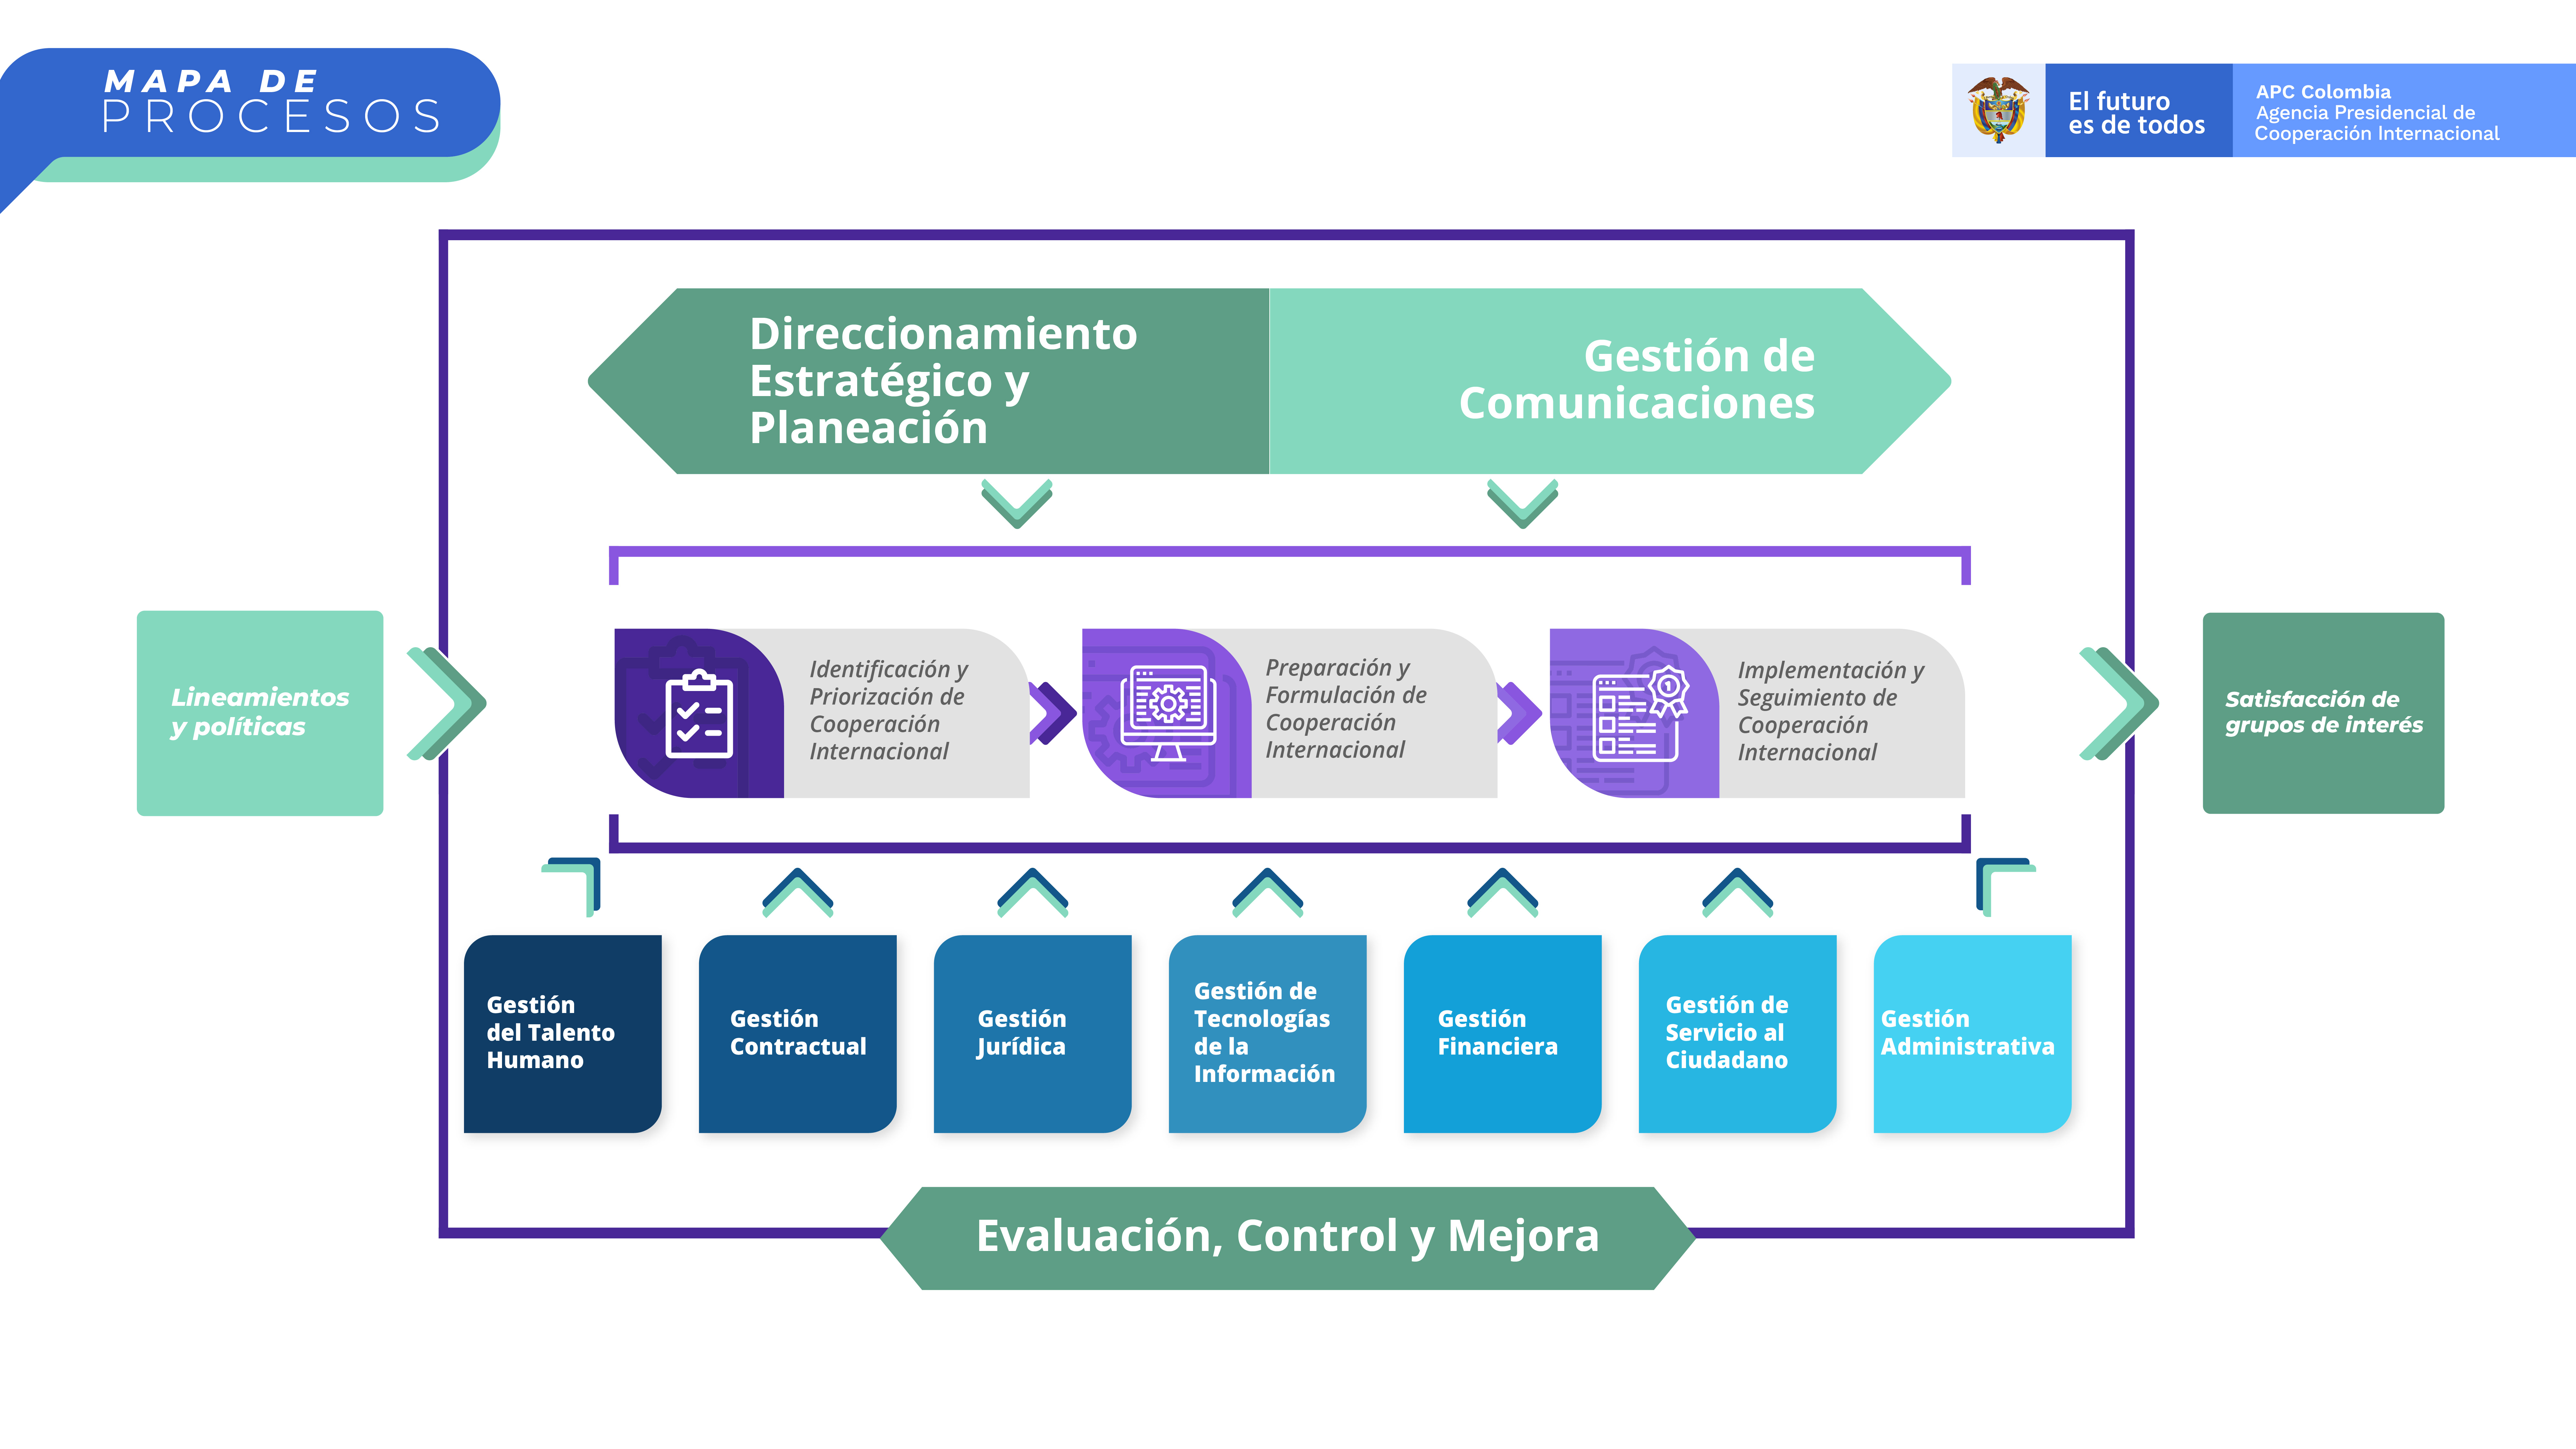 MAPA DE
PROCESOS
El futuro
es de todos
APC Colombia
Agencia Presidencial de
Cooperación Internacional
Direccionamiento
Estratégico y
Planeación
Gestión de
Comunicaciones
Lineamientos
y políticas
Identificación y
Priorización de
Cooperación
Internacional
Preparación y
Formulación de
Cooperación
Internacional
1
Implementación y
Seguimiento de
Cooperación
Internacional
Satisfacción de
grupos de interés
Gestión
del Talento
Humano
Gestión
Contractual
Gestión
Jurídica
Gestión de
Tecnologías
de la
Información
Gestión
Financiera
Gestión de
Servicio al
Ciudadano
Gestión
Administrativa
Evaluación, Control y Mejora